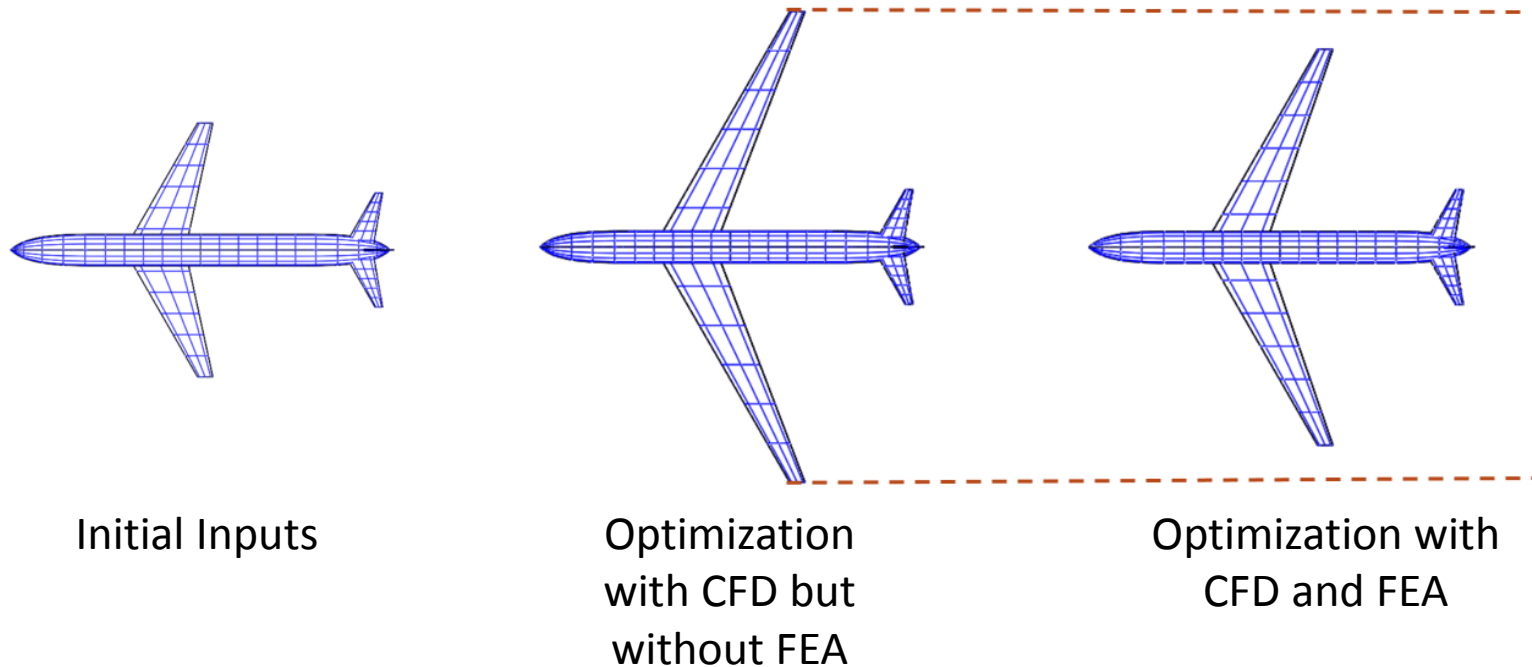 Initial Inputs
Optimization
with CFD but
without FEA
Optimization with
CFD and FEA